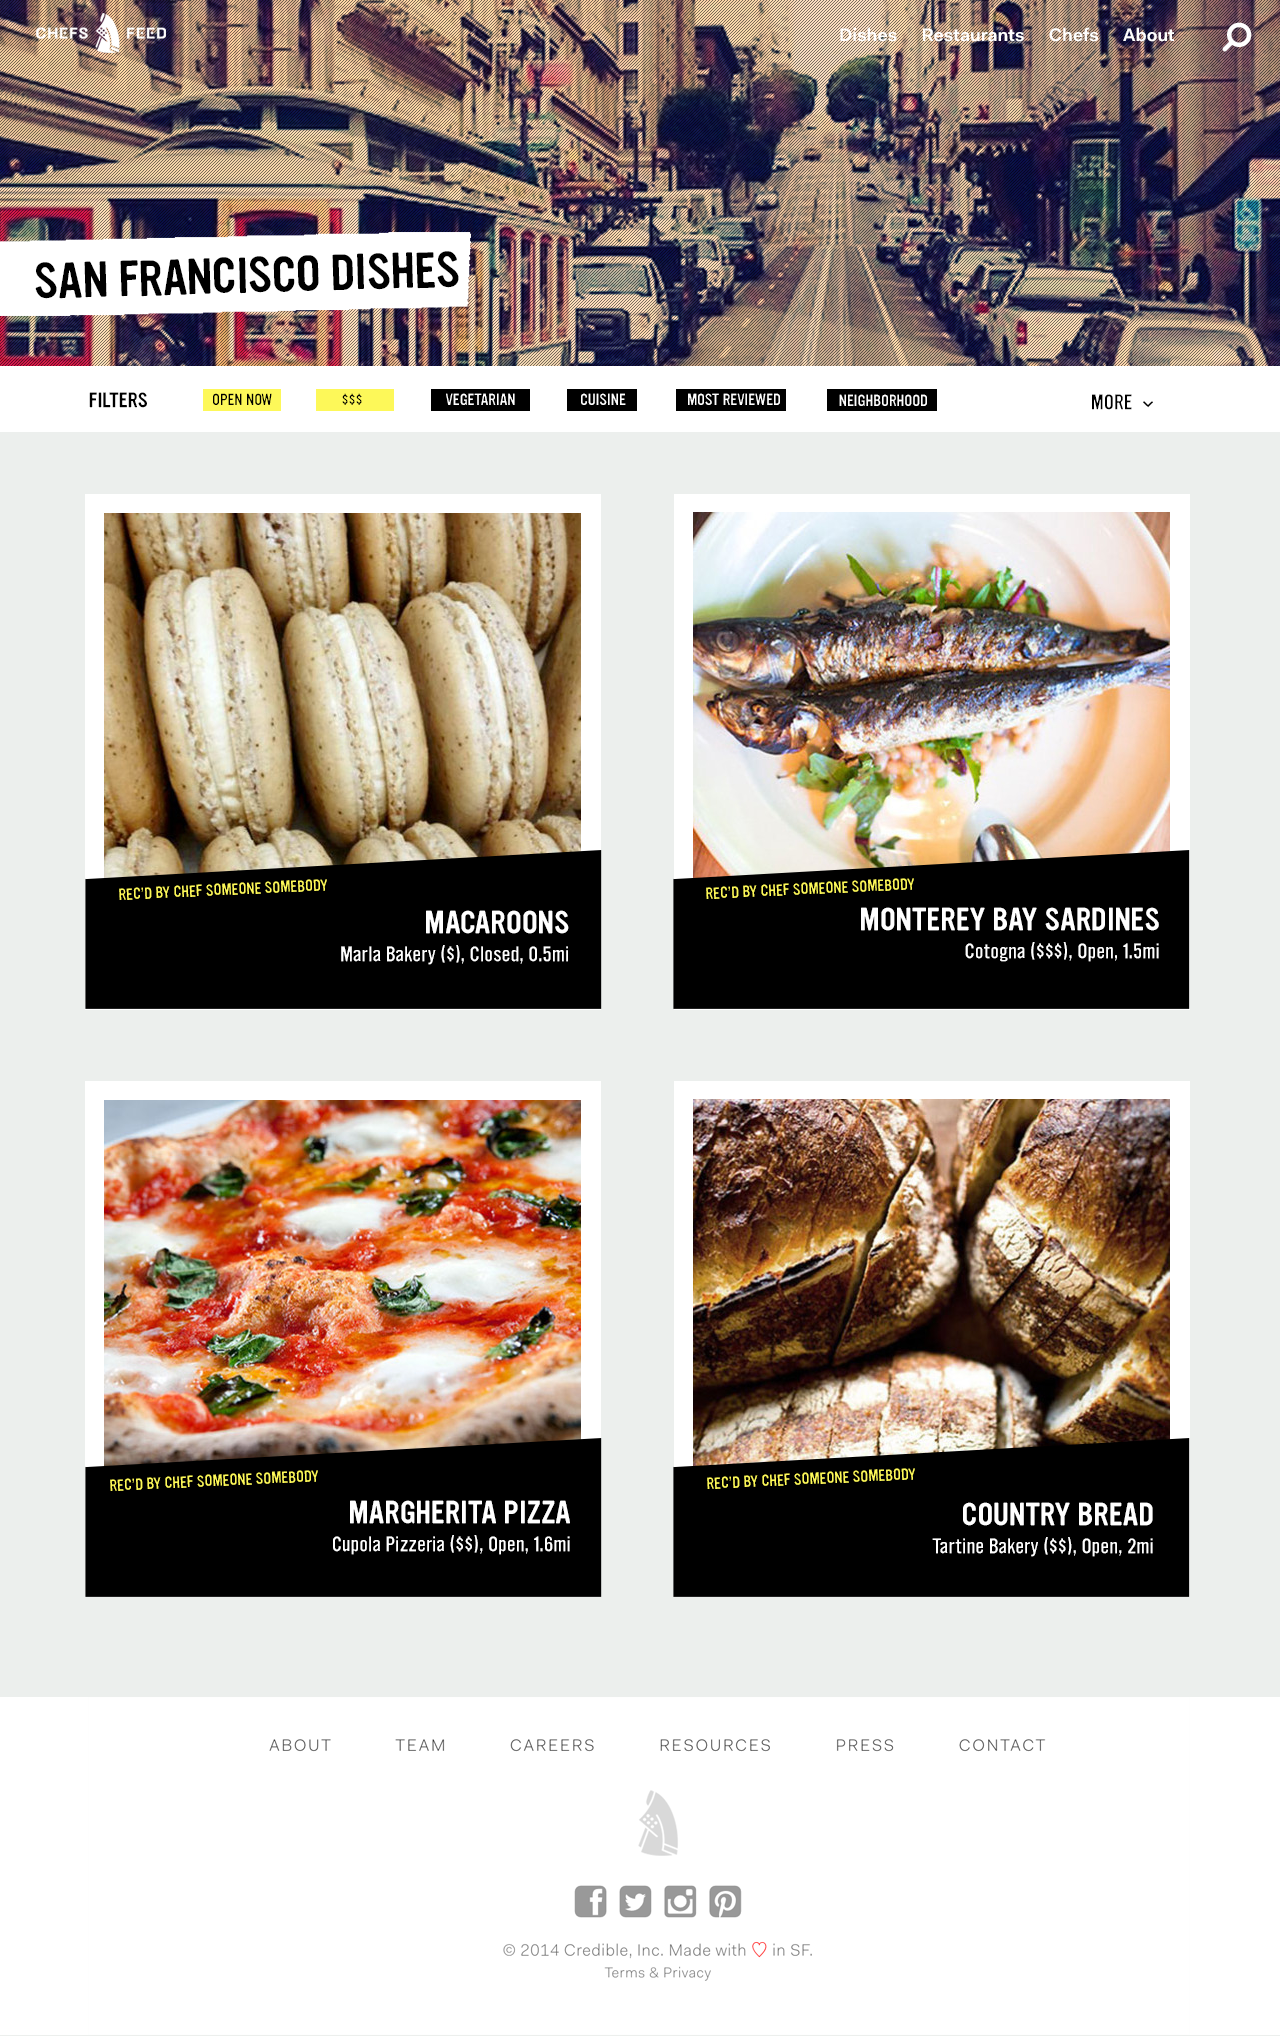 CHEFS FEED
Dishes Restaurants Chefs About
SAN FRANCISCO DISHES
FILTERS OPEN NOW $$$ VEGETARIAN CUISINE MOST REVIEWED NEIGHBORHOOD MORE
REC'D BY CHEF SOMEONE SOMEBODY
MACAROONS
Marla Bakery ($), Closed, 0.5mi
REC'D BY CHEF SOMEONE SOMEBODY
MONTEREY BAY SARDINES
Cotogna ($$$), Open, 1.5mi
REC'D BY CHEF SOMEONE SOMEBODY
MARGHERITA PIZZA
Cupola Pizzeria ($$), Open, 1.6mi
REC'D BY CHEF SOMEONE SOMEBODY
COUNTRY BREAD
Tartine Bakery ($$), Open, 2mi
ABOUT TEAM CAREERS RESOURCES PRESS CONTACT
© 2014 Credible, Inc. Made with ♡ in SF.
Terms & Privacy